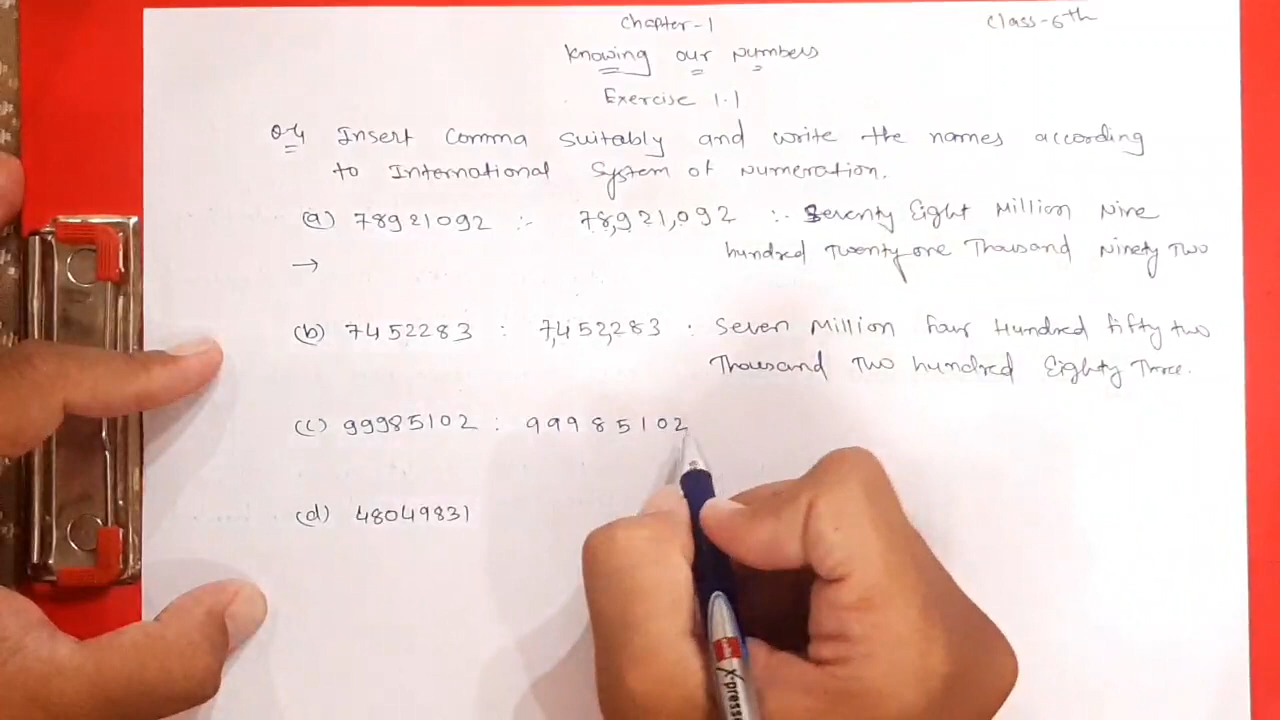 Chapter-1
Class-6th
Knowing our Numbers
Exercise 1.1
Q4 Insert Comma Suitably and write the names according
to International System of Numeration.
(a) 78921092 :- 78,921,092 :- Seventy Eight Million Nine
hundred Twenty one Thousand Ninety Two
→
(b) 7452283 : 7,452,283 : Seven Million Four Hundred fifty two
Thousand Two hundred Eighty Three.
(c) 99985102 : 99985102
(d) 48049831
X-presso